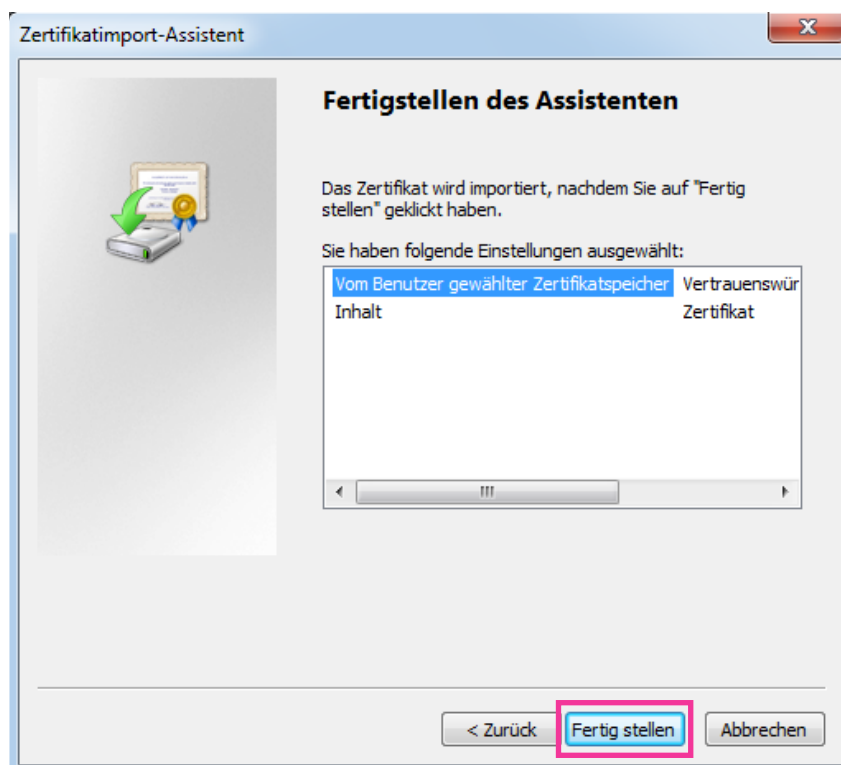 Zertifikatimport-Assistent
Fertigstellen des Assistenten
Das Zertifikat wird importiert, nachdem Sie auf "Fertig
stellen" geklickt haben.
Sie haben folgende Einstellungen ausgewählt:
Vom Benutzer gewählter Zertifikatspeicher Vertrauenswür
Inhalt Zertifikat
< Zurück Fertig stellen Abbrechen